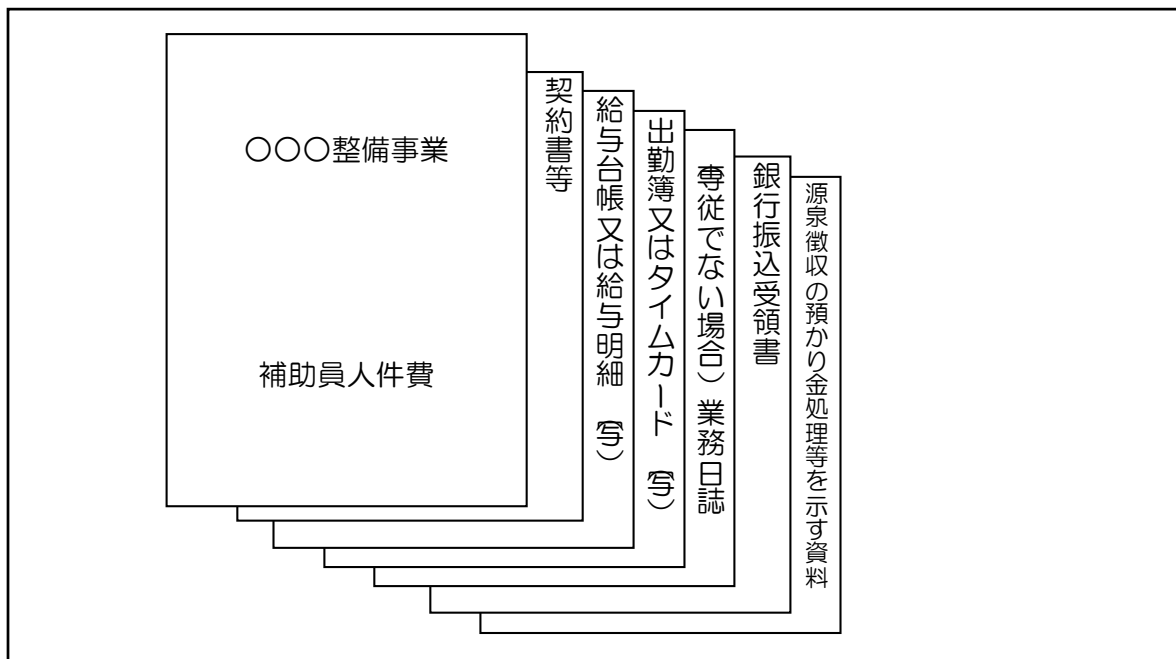 〇〇〇整備事業
補助員人件費
契約書等
給与台帳又は給与明細（写）
出勤簿又はタイムカード（写）
専従でない場合）業務日誌
銀行振込受領書
源泉徴収の預かり金処理等を示す資料